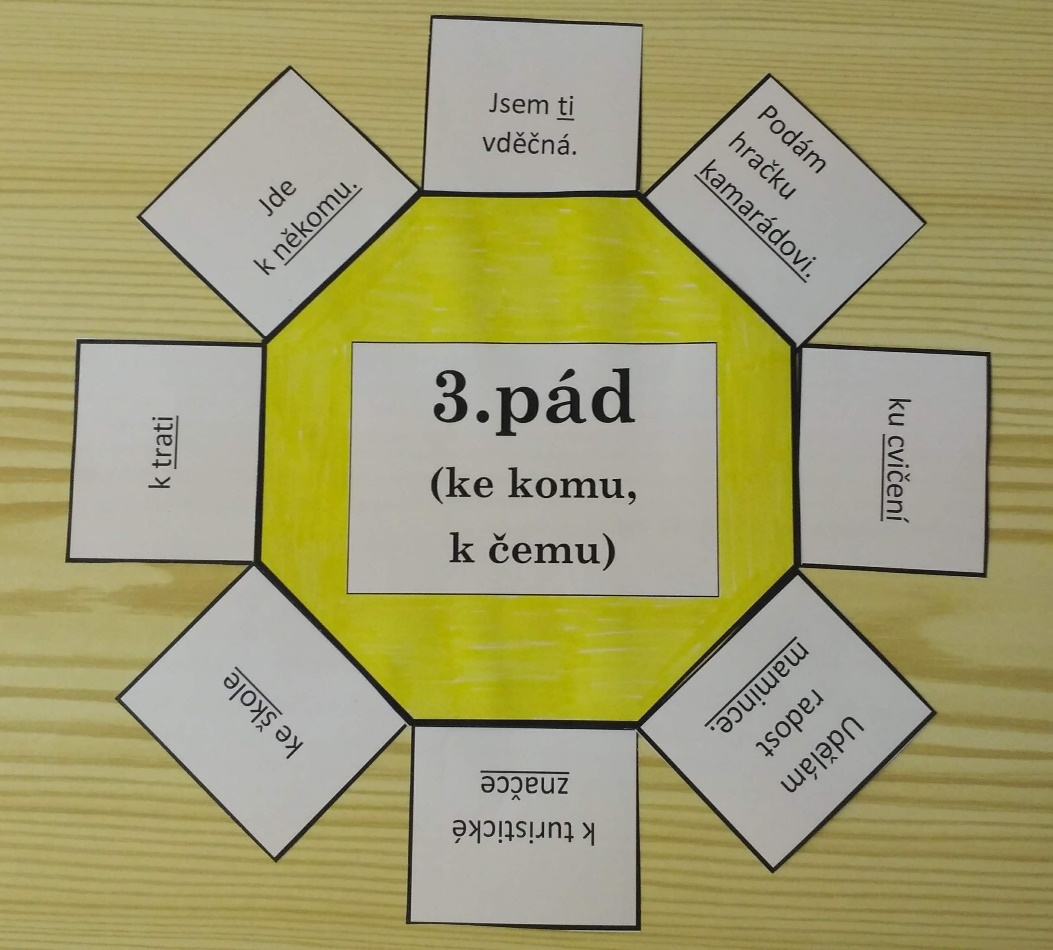 3.pád
(ke komu,
k čemu)
Jsem ti
vděčná.
Podám
hračku
kamarádovi.
ku cvičení
Udělám
radost
mamince.
k turistické
značce
ke škole
k trati
Jde
k někomu.